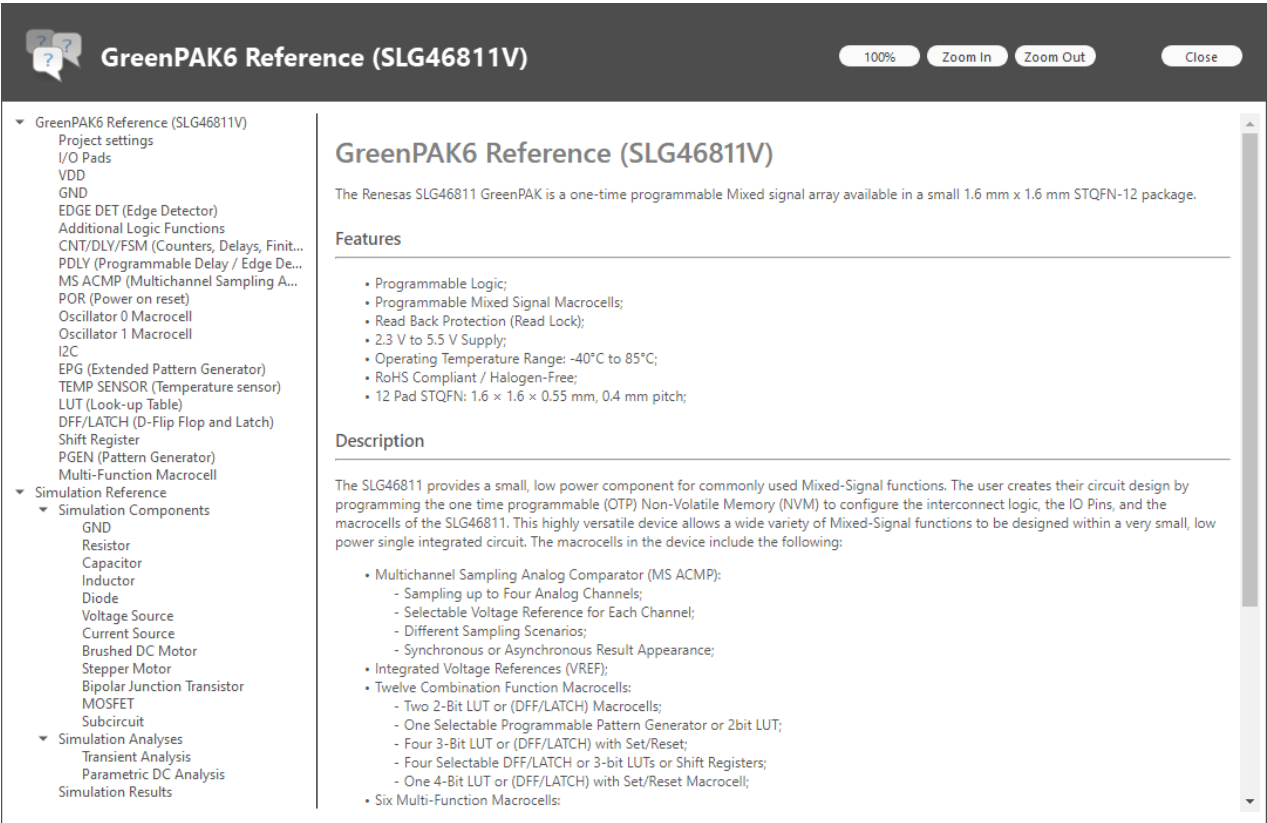 GreenPAK6 Reference (SLG46811V)
100%
Zoom In
Zoom Out
Close
GreenPAK6 Reference (SLG46811V)
Project settings
I/O Pads
VDD
GND
EDGE DET (Edge Detector)
Additional Logic Functions
CNT/DLY/FSM (Counters, Delays, Finit...
PDLY (Programmable Delay / Edge De...
MS ACMP (Multichannel Sampling A...
POR (Power on reset)
Oscillator 0 Macrocell
Oscillator 1 Macrocell
I2C
EPG (Extended Pattern Generator)
TEMP SENSOR (Temperature sensor)
LUT (Look-up Table)
DFF/LATCH (D-Flip Flop and Latch)
Shift Register
PGEN (Pattern Generator)
Multi-Function Macrocell
Simulation Reference
Simulation Components
GND
Resistor
Capacitor
Inductor
Diode
Voltage Source
Current Source
Brushed DC Motor
Stepper Motor
Bipolar Junction Transistor
MOSFET
Subcircuit
Simulation Analyses
Transient Analysis
Parametric DC Analysis
Simulation Results
GreenPAK6 Reference (SLG46811V)
The Renesas SLG46811 GreenPAK is a one-time programmable Mixed signal array available in a small 1.6 mm x 1.6 mm STQFN-12 package.
Features
• Programmable Logic;
• Programmable Mixed Signal Macrocells;
• Read Back Protection (Read Lock);
• 2.3 V to 5.5 V Supply;
• Operating Temperature Range: -40°C to 85°C;
• RoHS Compliant / Halogen-Free;
• 12 Pad STQFN: 1.6 × 1.6 × 0.55 mm, 0.4 mm pitch;
Description
The SLG46811 provides a small, low power component for commonly used Mixed-Signal functions. The user creates their circuit design by
programming the one time programmable (OTP) Non-Volatile Memory (NVM) to configure the interconnect logic, the IO Pins, and the
macrocells of the SLG46811. This highly versatile device allows a wide variety of Mixed-Signal functions to be designed within a very small, low
power single integrated circuit. The macrocells in the device include the following:
• Multichannel Sampling Analog Comparator (MS ACMP):
- Sampling up to Four Analog Channels;
- Selectable Voltage Reference for Each Channel;
- Different Sampling Scenarios;
- Synchronous or Asynchronous Result Appearance;
• Integrated Voltage References (VREF);
• Twelve Combination Function Macrocells:
- Two 2-Bit LUT or (DFF/LATCH) Macrocells;
- One Selectable Programmable Pattern Generator or 2bit LUT;
- Four 3-Bit LUT or (DFF/LATCH) with Set/Reset;
- Four Selectable DFF/LATCH or 3-bit LUTs or Shift Registers;
- One 4-Bit LUT or (DFF/LATCH) with Set/Reset Macrocell;
• Six Multi-Function Macrocells: